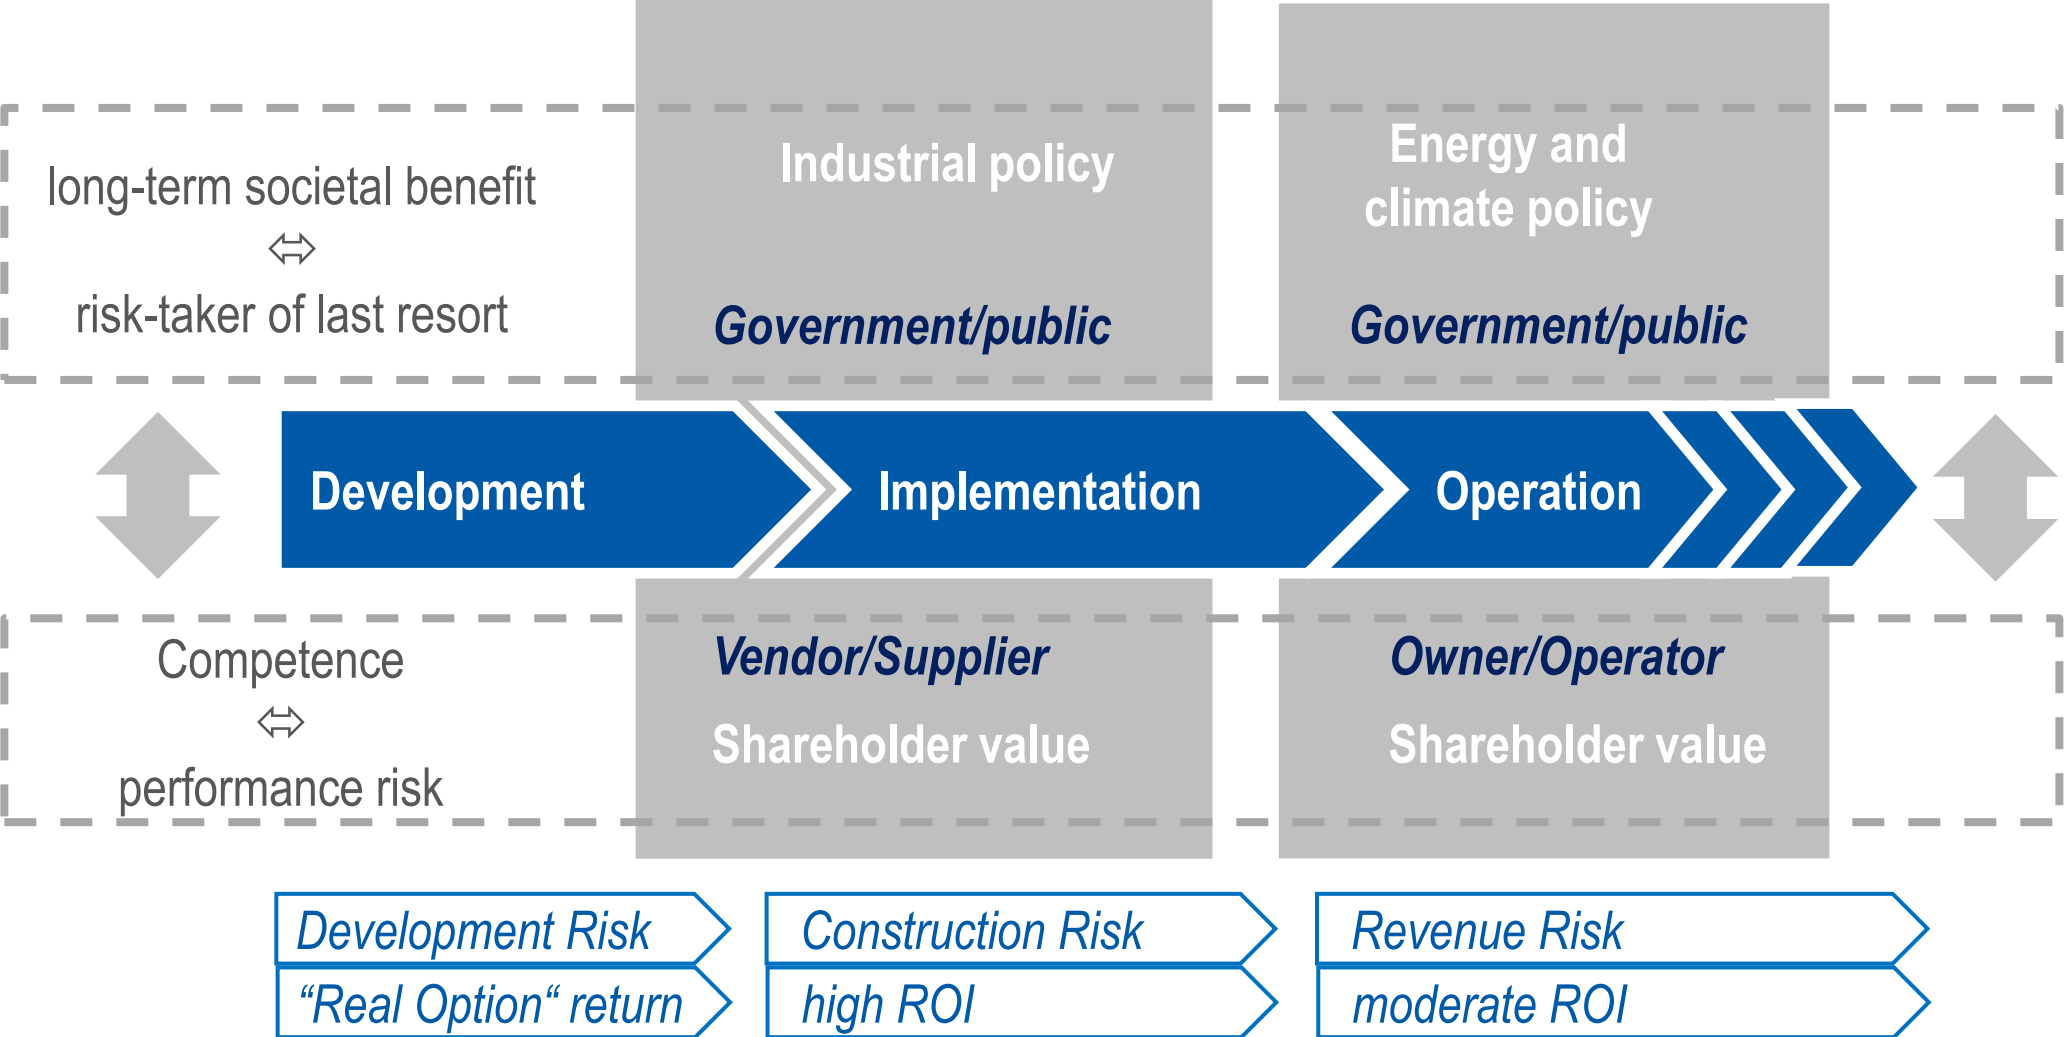 long-term societal benefit
⬄
risk-taker of last resort
Industrial policy
Government/public
Energy and
climate policy
Government/public
Development
Implementation
Operation
Competence
⬄
performance risk
Vendor/Supplier
Shareholder value
Owner/Operator
Shareholder value
Development Risk
Construction Risk
Revenue Risk
“Real Option“ return
high ROI
moderate ROI